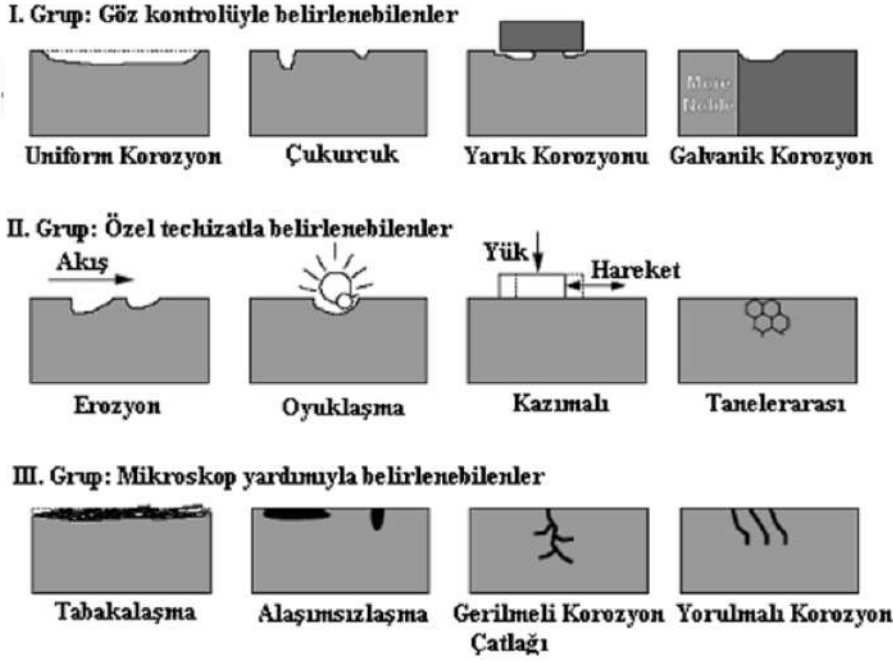 I. Grup: Göz kontrolüyle belirlenebilenler
More
Noble
Uniform Korozyon
Çukurcuk
Yarık Korozyonu
Galvanik Korozyon
II. Grup: Özel techizatla belirlenebilenler
Akış
Yük
Hareket
Erozyon
Oyuklaşma
Kazımalı
Tanelerarası
III. Grup: Mikroskop yardımıyla belirlenebilenler
Tabakalaşma
Alaşımsızlaşma
Gerilmeli Korozyon
Çatlağı
Yorulmalı Korozyon